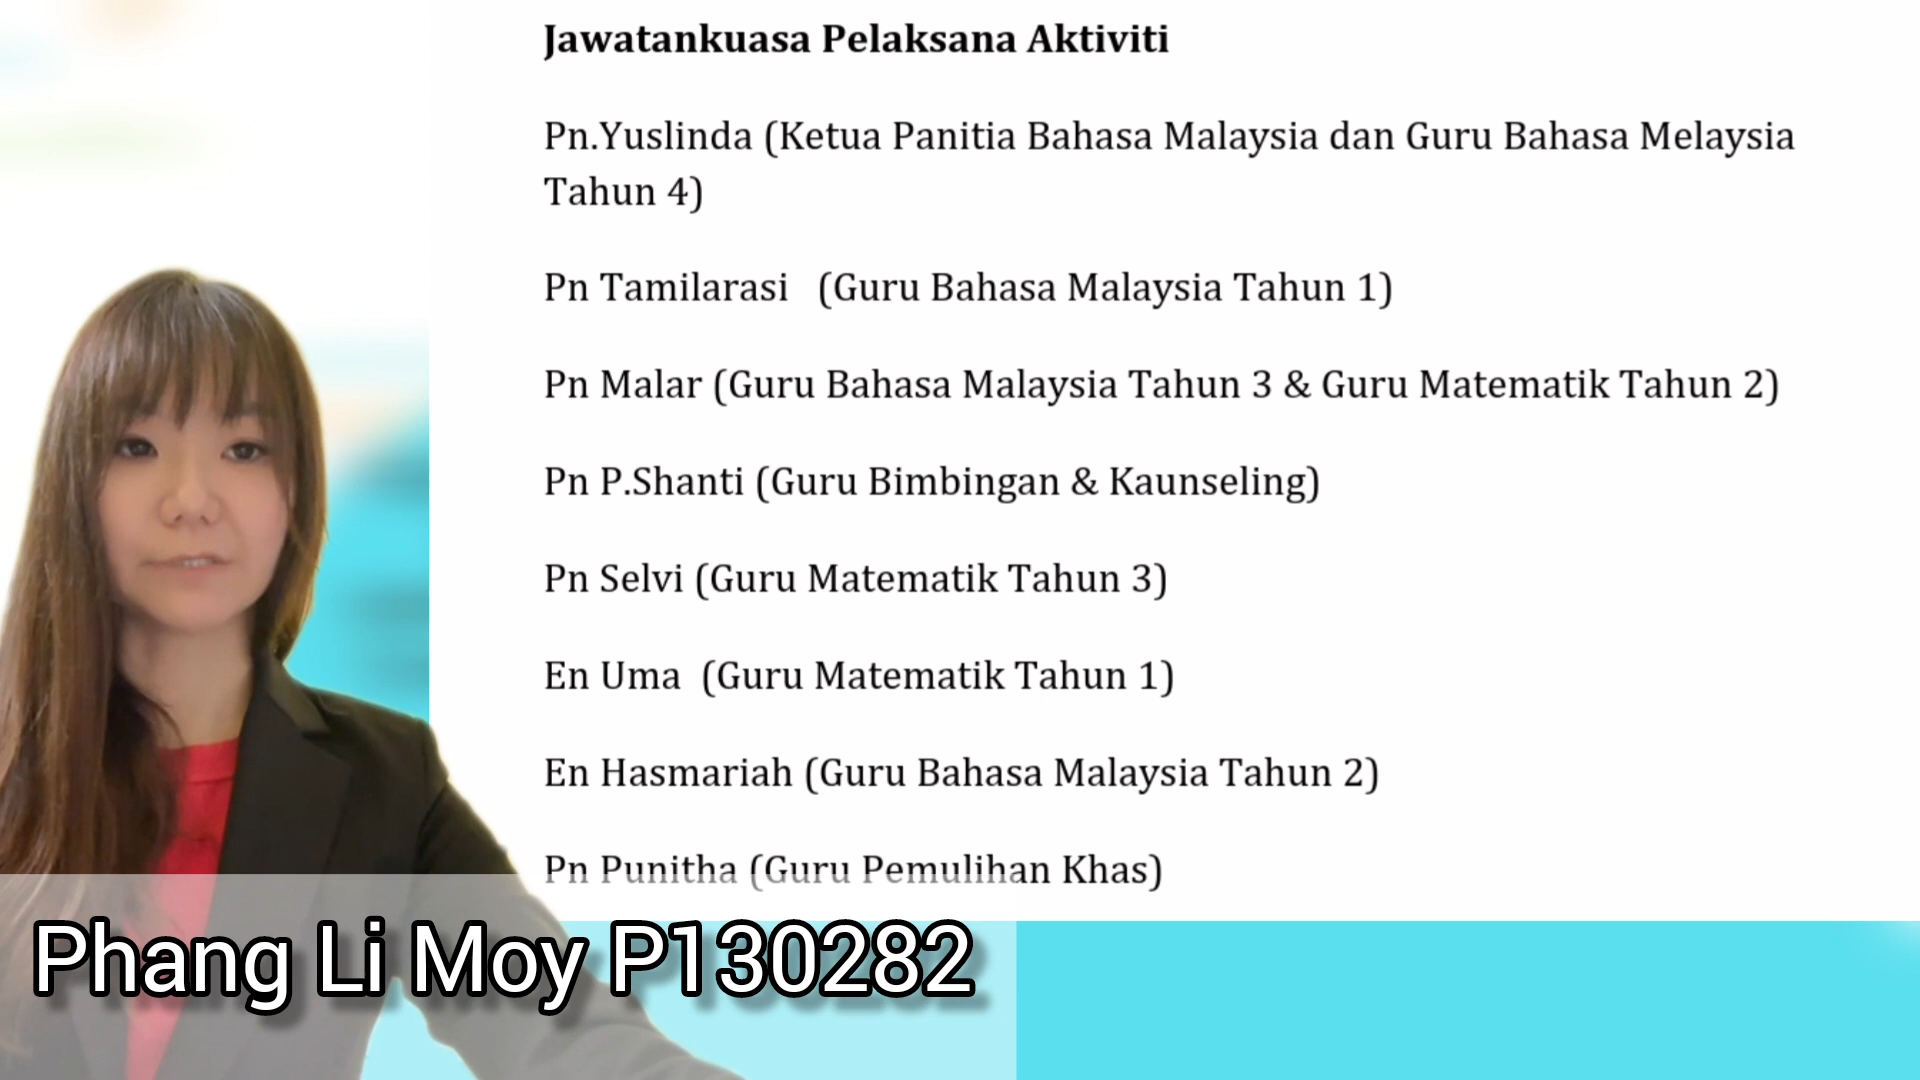 Jawatankuasa Pelaksana Aktiviti
Pn.Yuslinda (Ketua Panitia Bahasa Malaysia dan Guru Bahasa Melaysia
Tahun 4)
Pn Tamilarasi (Guru Bahasa Malaysia Tahun 1)
Pn Malar (Guru Bahasa Malaysia Tahun 3 & Guru Matematik Tahun 2)
Pn P.Shanti (Guru Bimbingan & Kaunseling)
Pn Selvi (Guru Matematik Tahun 3)
En Uma (Guru Matematik Tahun 1)
En Hasmariah (Guru Bahasa Malaysia Tahun 2)
Pn Punitha (Guru Pemulihan Khas)
Phang Li Moy P130282